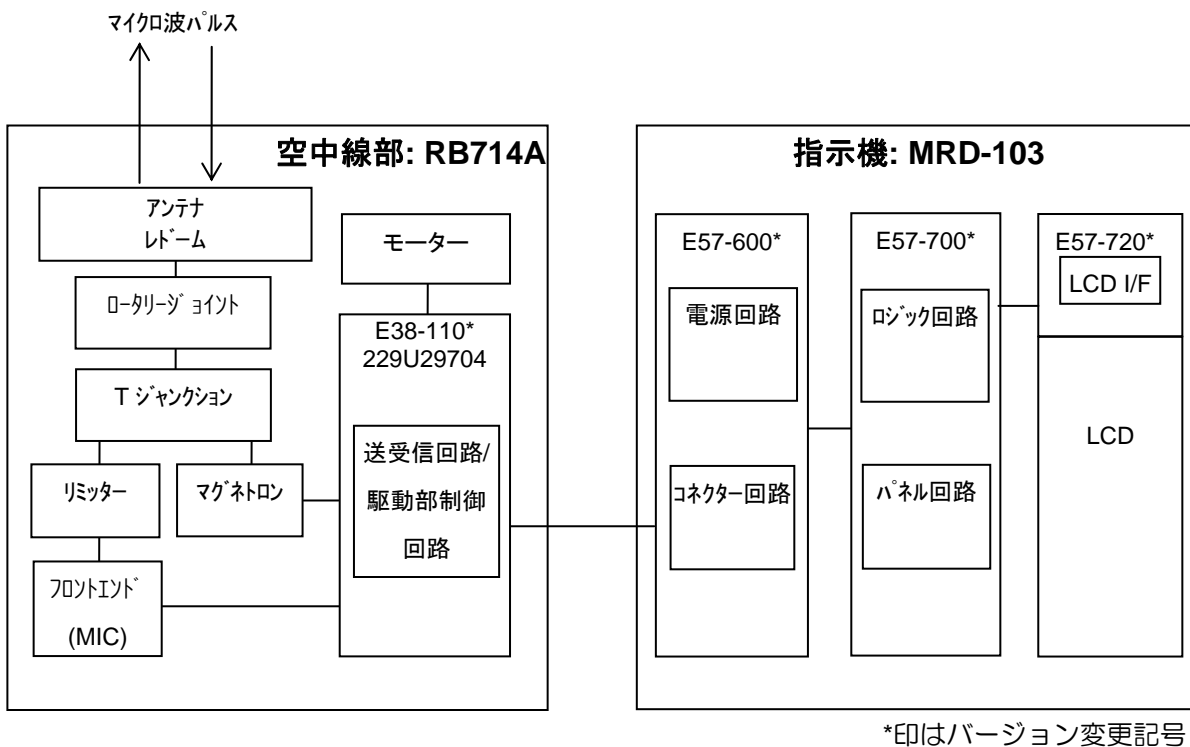 マイクロ波パルス
空中線部: RB714A
アンテナ
レドーム
ロータリージョイント
Tジャンクション
リミッター
マグネトロン
フロントエンド
(MIC)
モーター
E38-110*
229U29704
送受信回路/
駆動部制御
回路
指示機: MRD-103
E57-600*
電源回路
コネクター回路
E57-700*
ロジック回路
パネル回路
E57-720*
LCD I/F
LCD
*印はバージョン変更記号